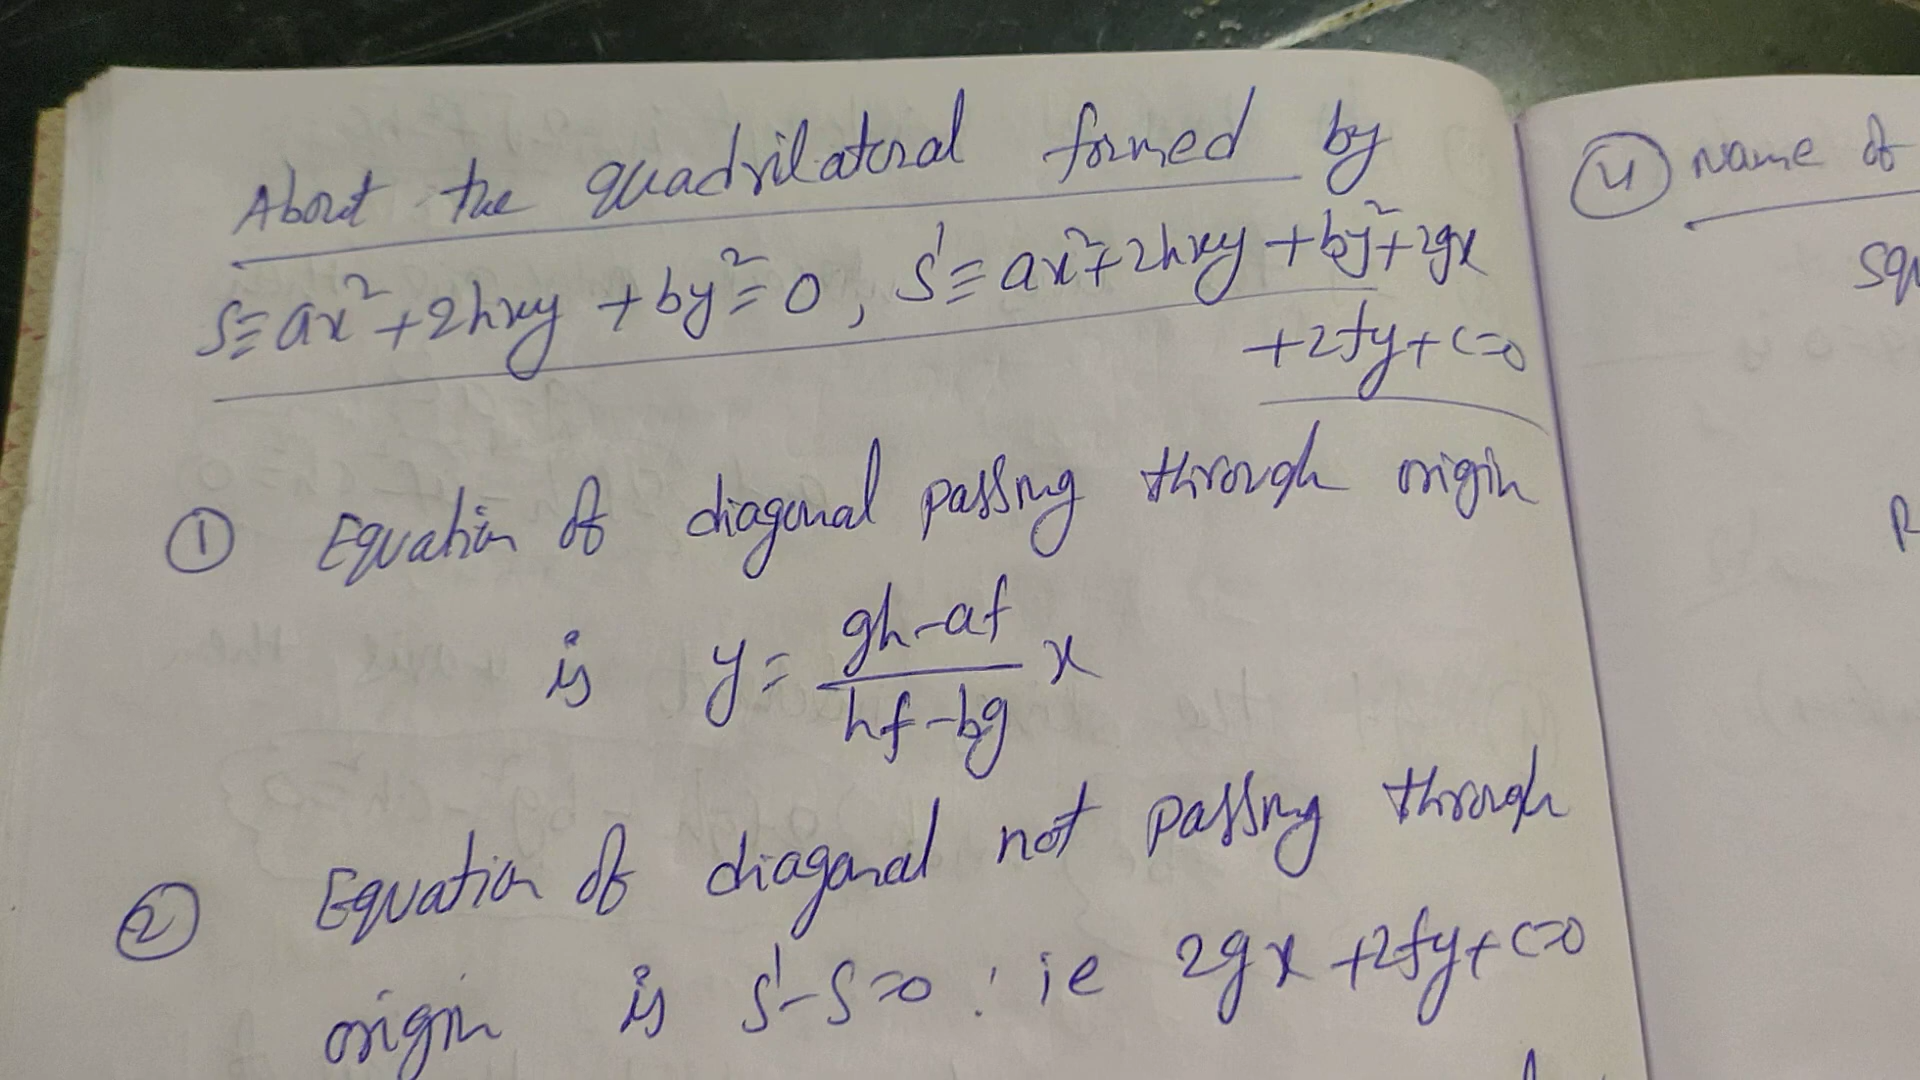 About the quadrilateral formed by
S≡ax²+2hxy+by²=0, S'≡ax²+2hxy+by²+2gx
+2fy+c=0
① Equation of diagonal passing through origin
is y= (gh-af)/(hf-bg) x
② Equation of diagonal not passing through
origin is S'-S=0 : ie 2gx+2fy+c=0
④ Name of